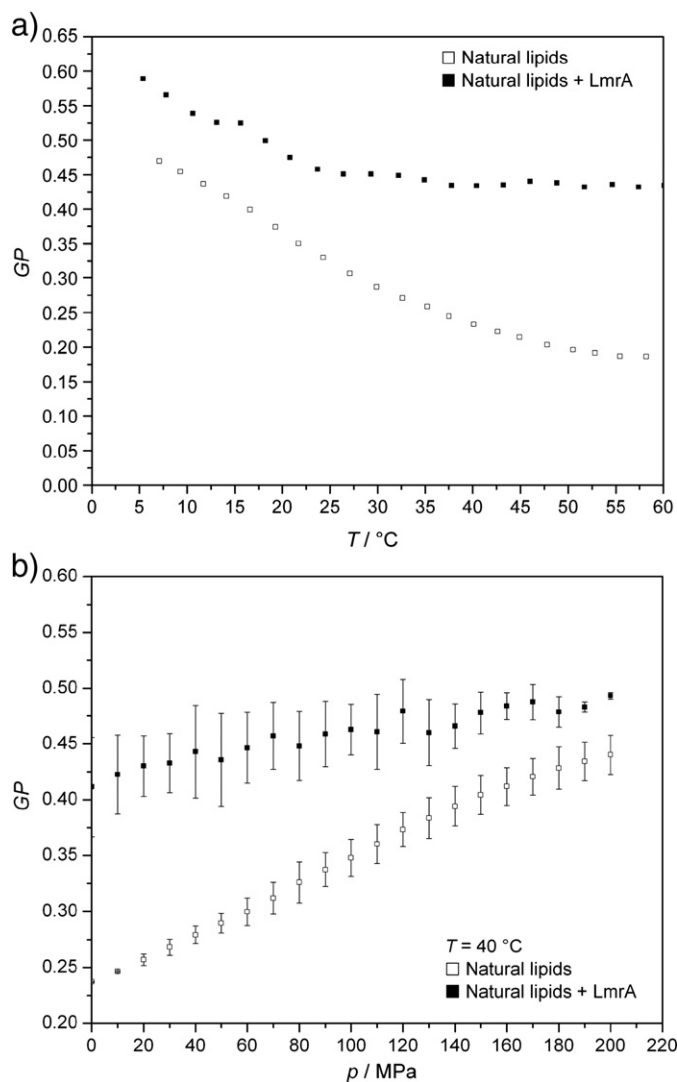 a)
0.65
0.60
0.55
0.50
0.45
0.40
0.35
0.30
0.25
0.20
0.15
0.10
0.05
0.00
GP
□ Natural lipids
■ Natural lipids + LmrA
0 5 10 15 20 25 30 35 40 45 50 55 60
T / °C
b)
0.60
0.55
0.50
0.45
0.40
0.35
0.30
0.25
0.20
GP
T = 40 °C
□ Natural lipids
■ Natural lipids + LmrA
0 20 40 60 80 100 120 140 160 180 200 220
p / MPa